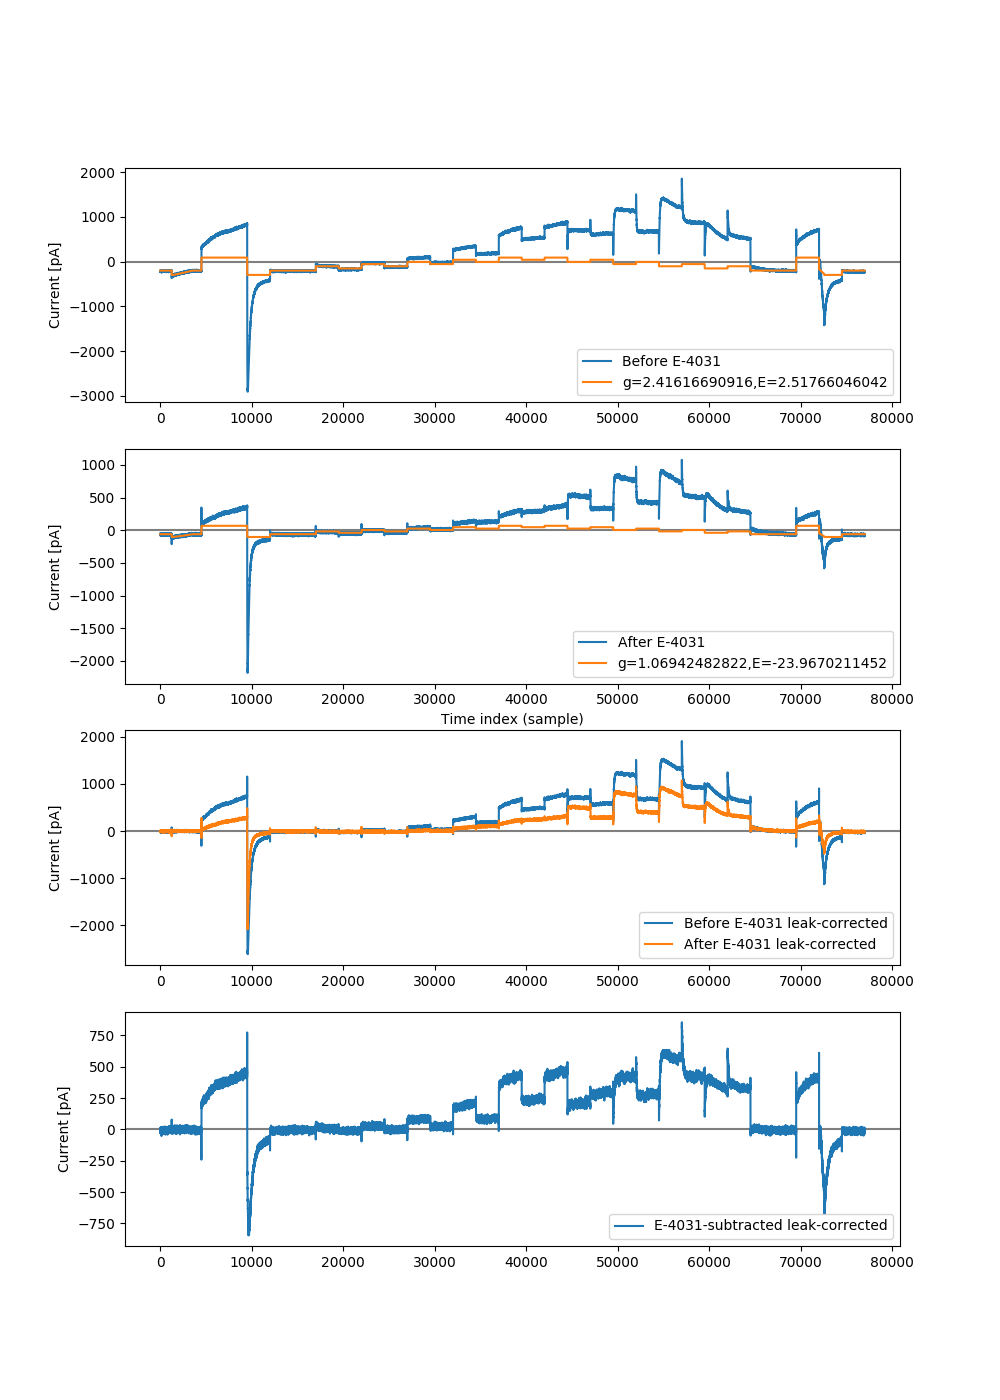 2000
1000
0
−1000
−2000
−3000
Current [pA]
Before E-4031
g=2.41616690916,E=2.51766046042
0 10000 20000 30000 40000 50000 60000 70000 80000
1000
500
0
−500
−1000
−1500
−2000
Current [pA]
After E-4031
g=1.06942482822,E=-23.9670211452
0 10000 20000 30000 40000 50000 60000 70000 80000
Time index (sample)
2000
1000
0
−1000
−2000
Current [pA]
Before E-4031 leak-corrected
After E-4031 leak-corrected
0 10000 20000 30000 40000 50000 60000 70000 80000
750
500
250
0
−250
−500
−750
Current [pA]
E-4031-subtracted leak-corrected
0 10000 20000 30000 40000 50000 60000 70000 80000